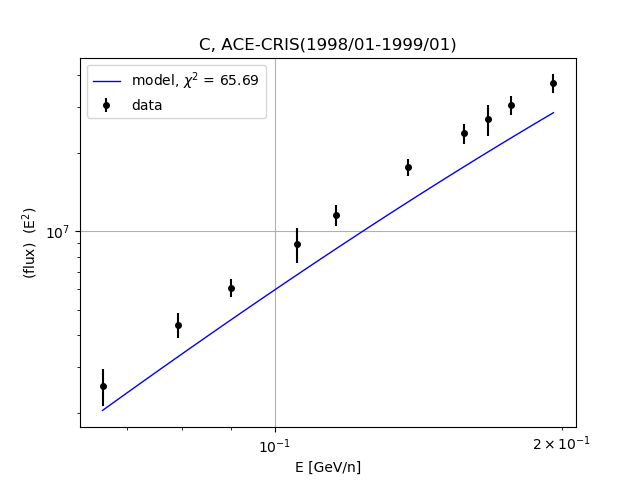 C, ACE-CRIS(1998/01-1999/01)
model, χ² = 65.69
data
(flux) (E²)
10⁷
10⁻¹
2 × 10⁻¹
E [GeV/n]